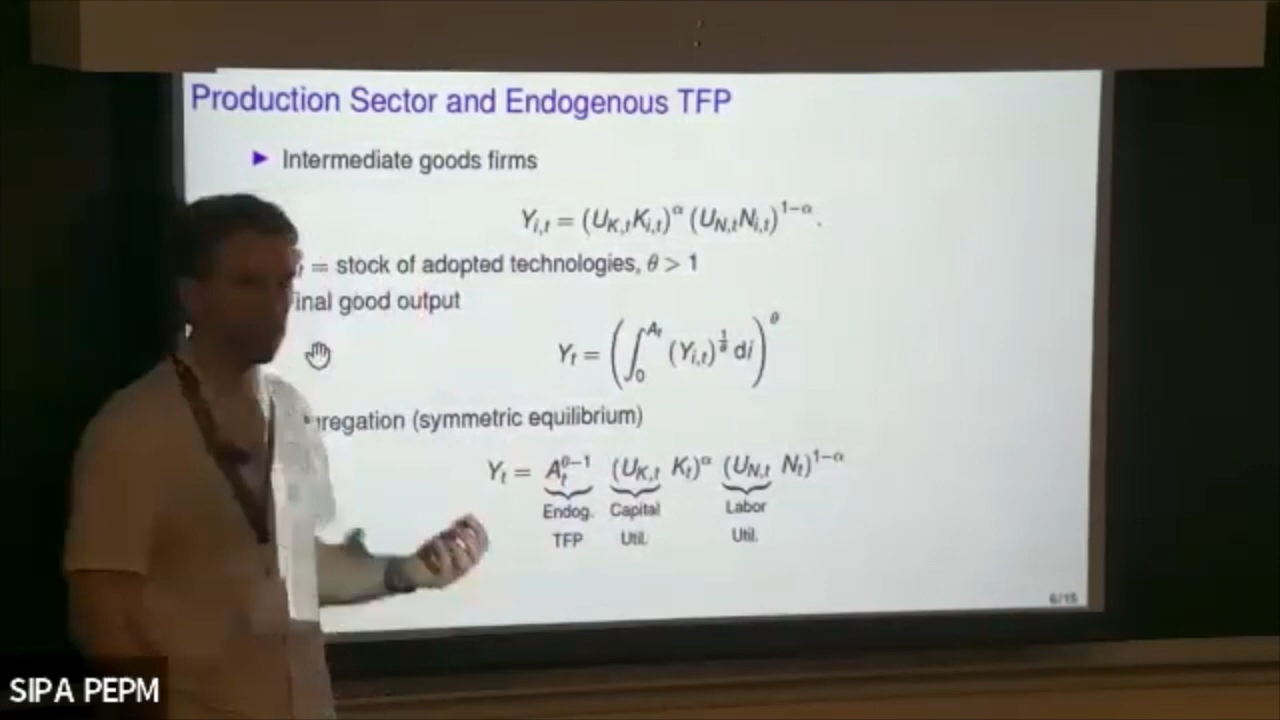 Production Sector and Endogenous TFP
► Intermediate goods firms
Y_{i,t} = (U_{K,t}K_{i,t})^α (U_{N,t}N_{i,t})^{1−α}.
= stock of adopted technologies, θ > 1
inal good output
Y_t = (∫_0^{A_t} (Y_{i,t})^{1/θ} di)^θ
regation (symmetric equilibrium)
Y_t = A_t^{θ−1} (U_{K,t} K_t)^α (U_{N,t} N_t)^{1−α}
Endog. Capital Labor
TFP Util. Util.
6/15
SIPA PEPM